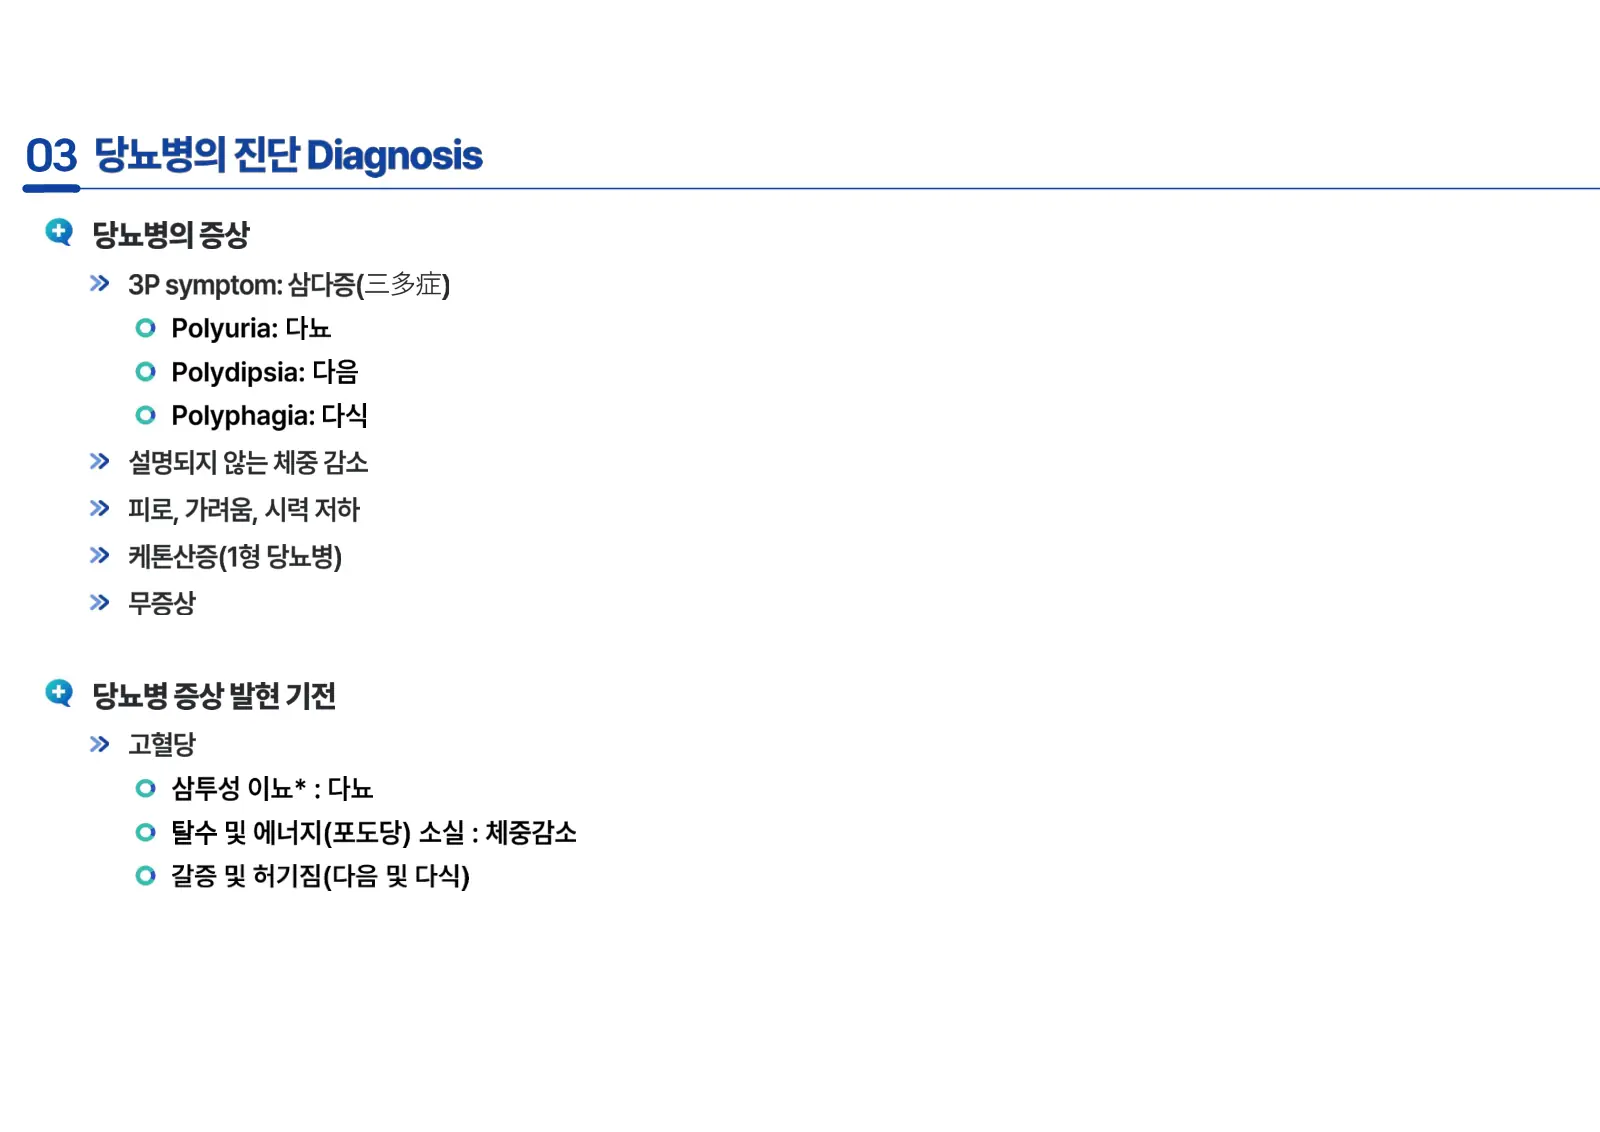 03 당뇨병의 진단 Diagnosis
당뇨병의 증상
3P symptom: 삼다증(三多症)
Polyuria: 다뇨
Polydipsia: 다음
Polyphagia: 다식
설명되지 않는 체중 감소
피로, 가려움, 시력 저하
케톤산증(1형 당뇨병)
무증상
당뇨병 증상 발현 기전
고혈당
삼투성 이뇨* : 다뇨
탈수 및 에너지(포도당) 소실 : 체중감소
갈증 및 허기짐(다음 및 다식)